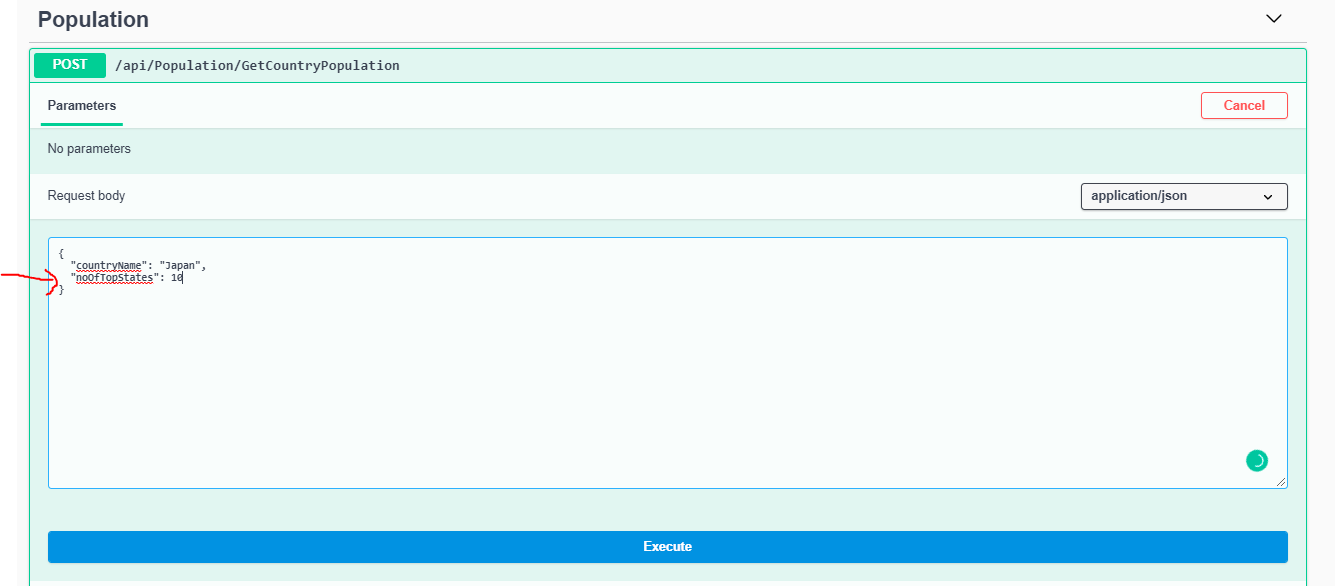 Population
POST /api/Population/GetCountryPopulation
Parameters Cancel
No parameters
Request body application/json
{
"countryName": "Japan",
"noOfTopStates": 10
}
Execute